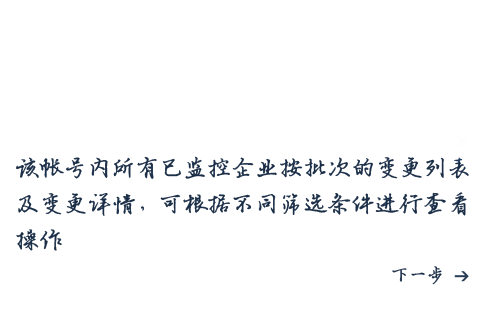 该帐号内所有已监控企业按批次的变更列表
及变更详情，可根据不同筛选条件进行查看
操作
下一步 →